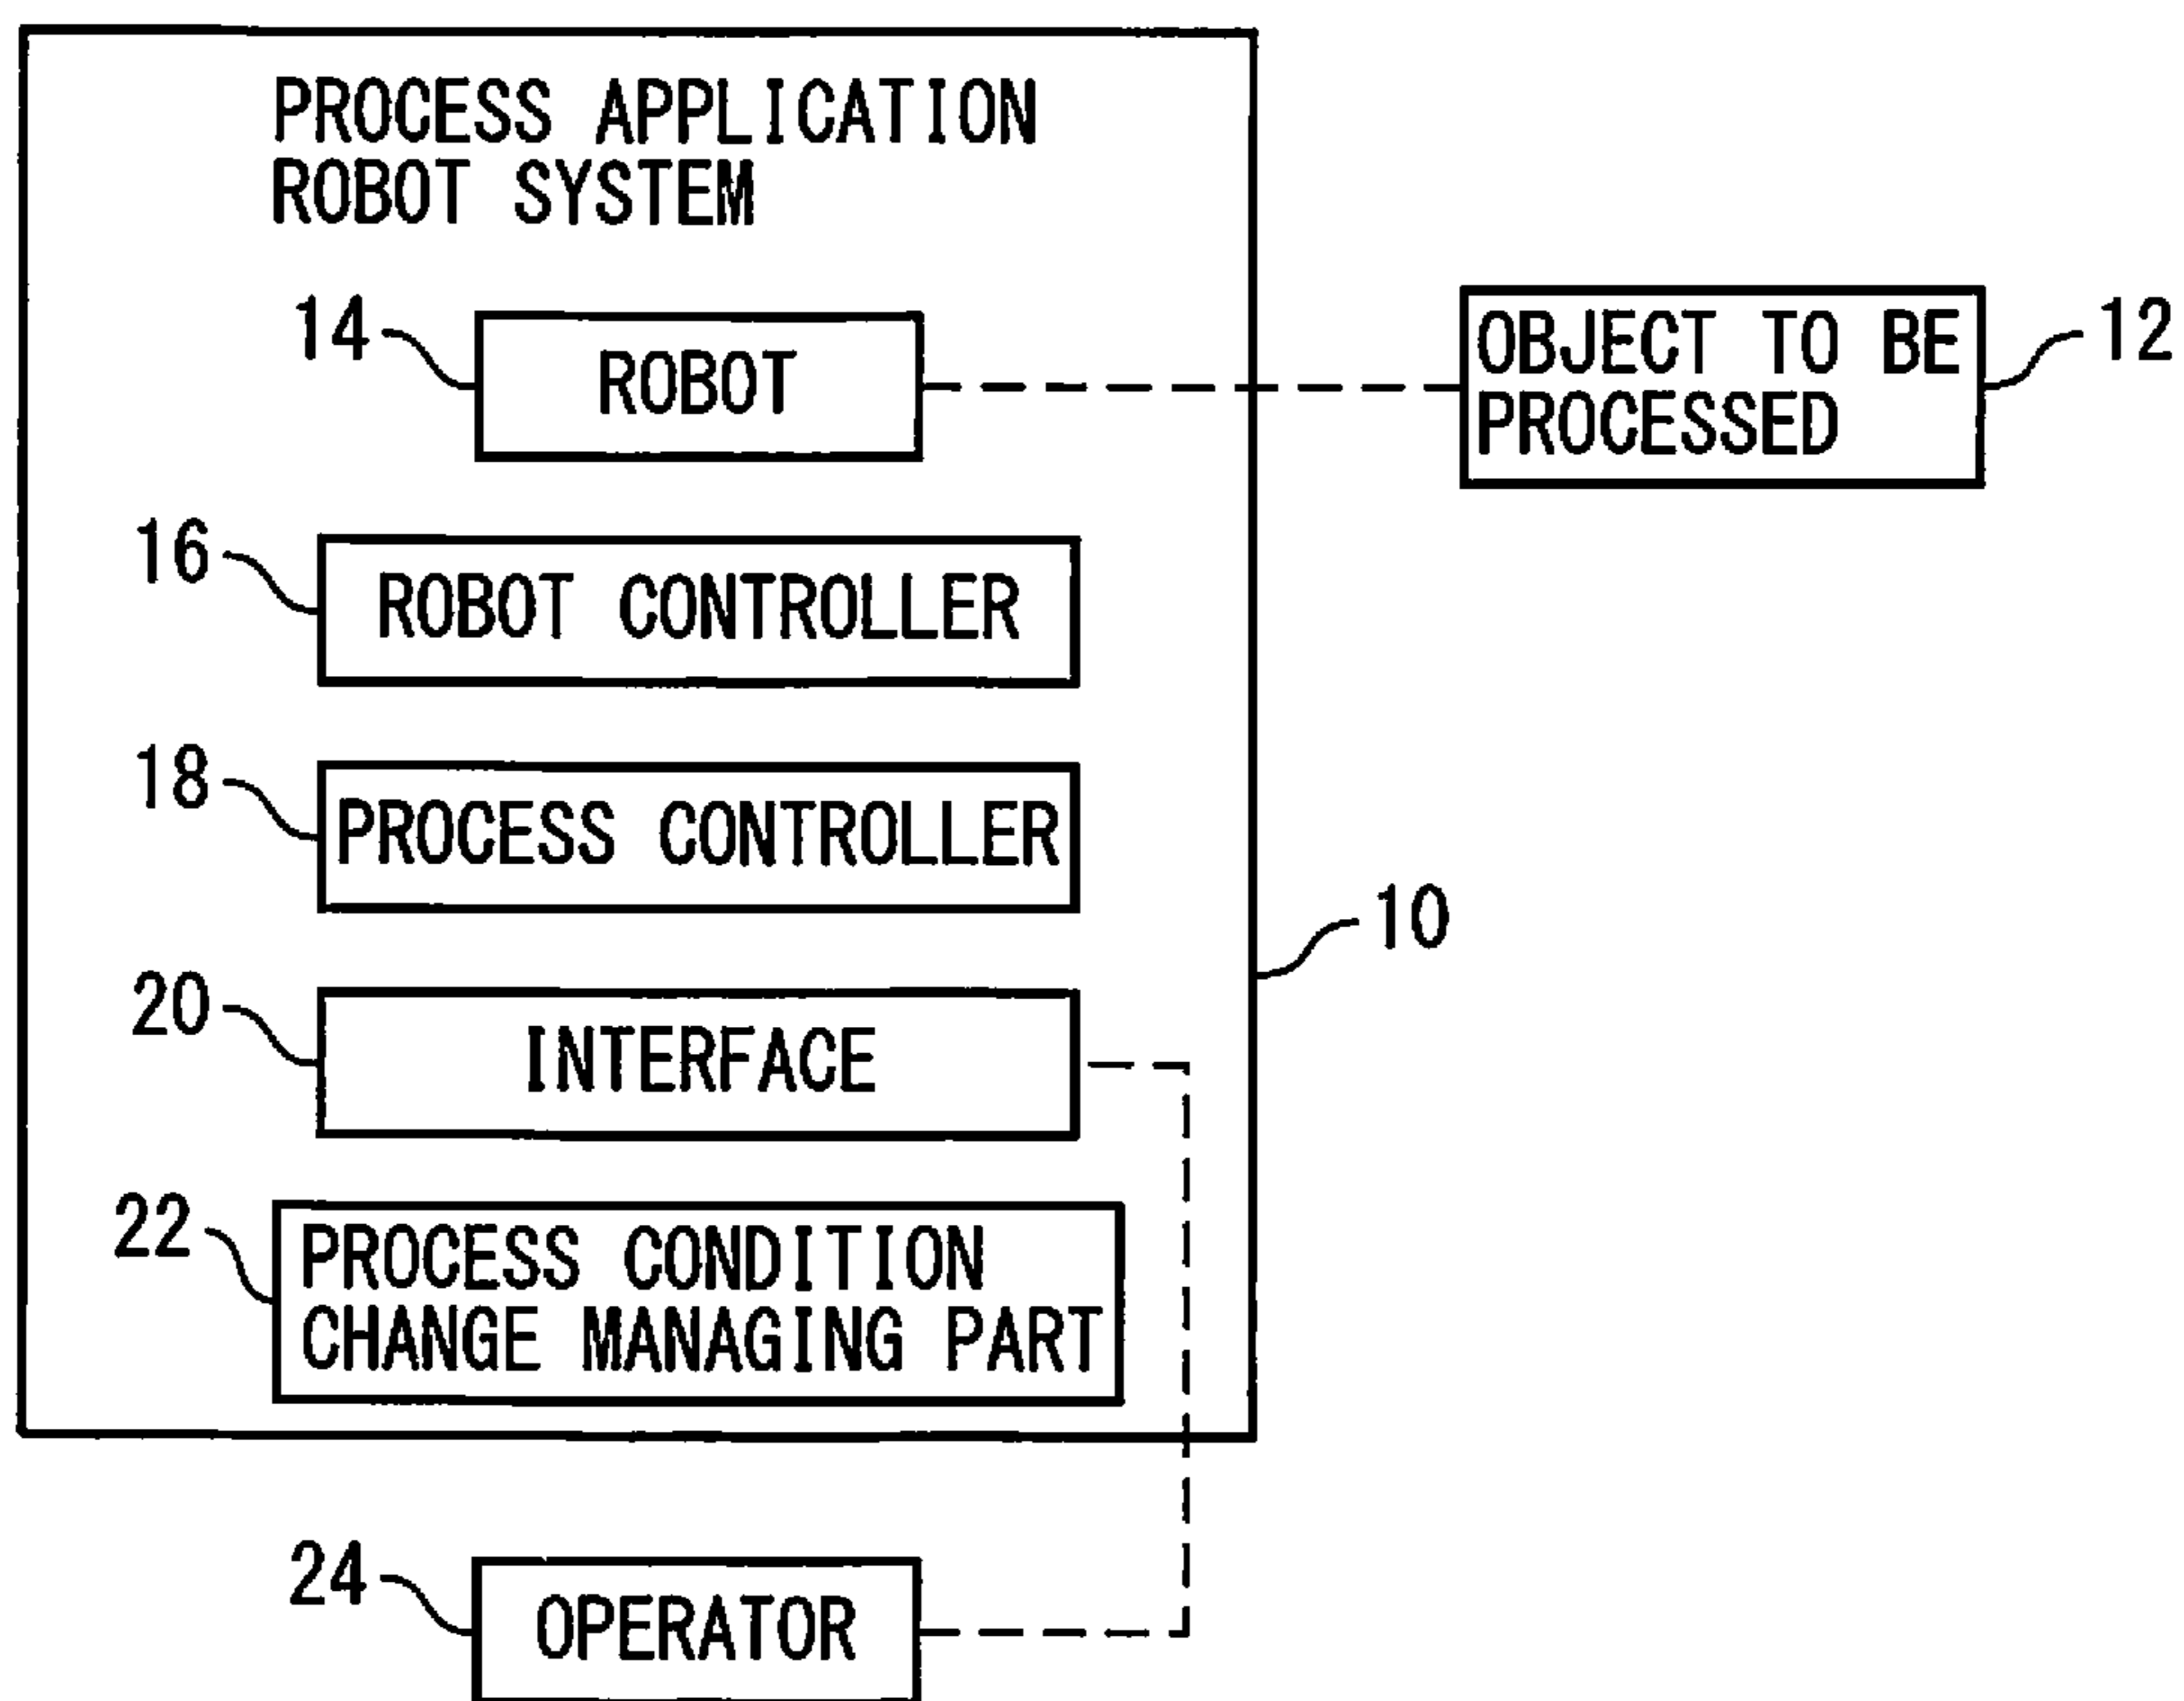 PROCESS APPLICATION
ROBOT SYSTEM
14
ROBOT
OBJECT TO BE
PROCESSED
12
16
ROBOT CONTROLLER
18
PROCESS CONTROLLER
10
20
INTERFACE
22
PROCESS CONDITION
CHANGE MANAGING PART
24
OPERATOR